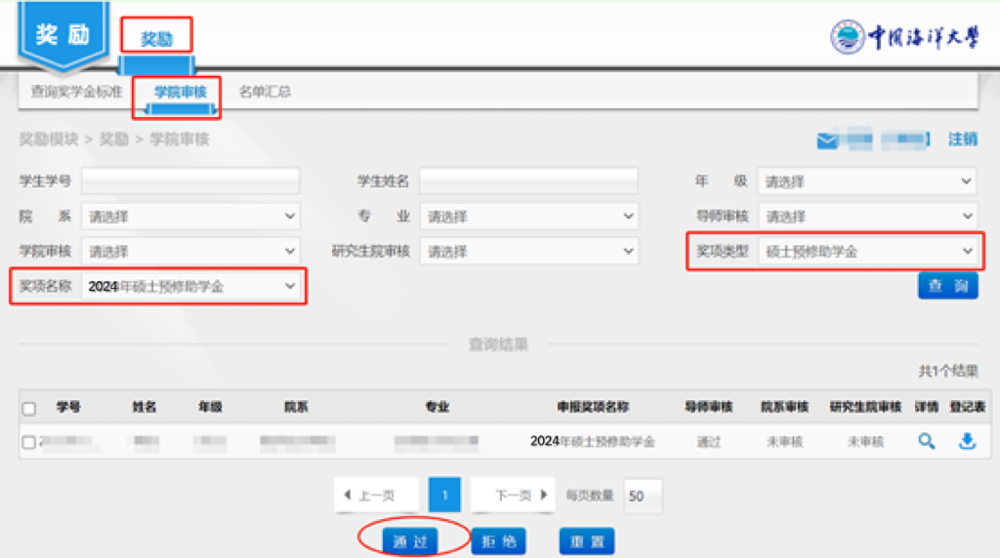 奖励
奖励
中国海洋大学
查询奖学金标准 学院审核 名单汇总
奖励模块 > 奖励 > 学院审核
】 注销
学生学号 学生姓名 年 级 请选择
院 系 请选择 专 业 请选择 导师审核 请选择
学院审核 请选择 研究生院审核 请选择 奖项类型 硕士预修助学金
奖项名称 2024年硕士预修助学金
查 询
查询结果
共1个结果
学号 姓名 年级 院系 专业 申报奖项名称 导师审核 院系审核 研究生院审核 详情 登记表
2 2024年硕士预修助学金 通过 未审核 未审核
上一页 1 下一页 每页数量 50
通 过 拒 绝 重 置